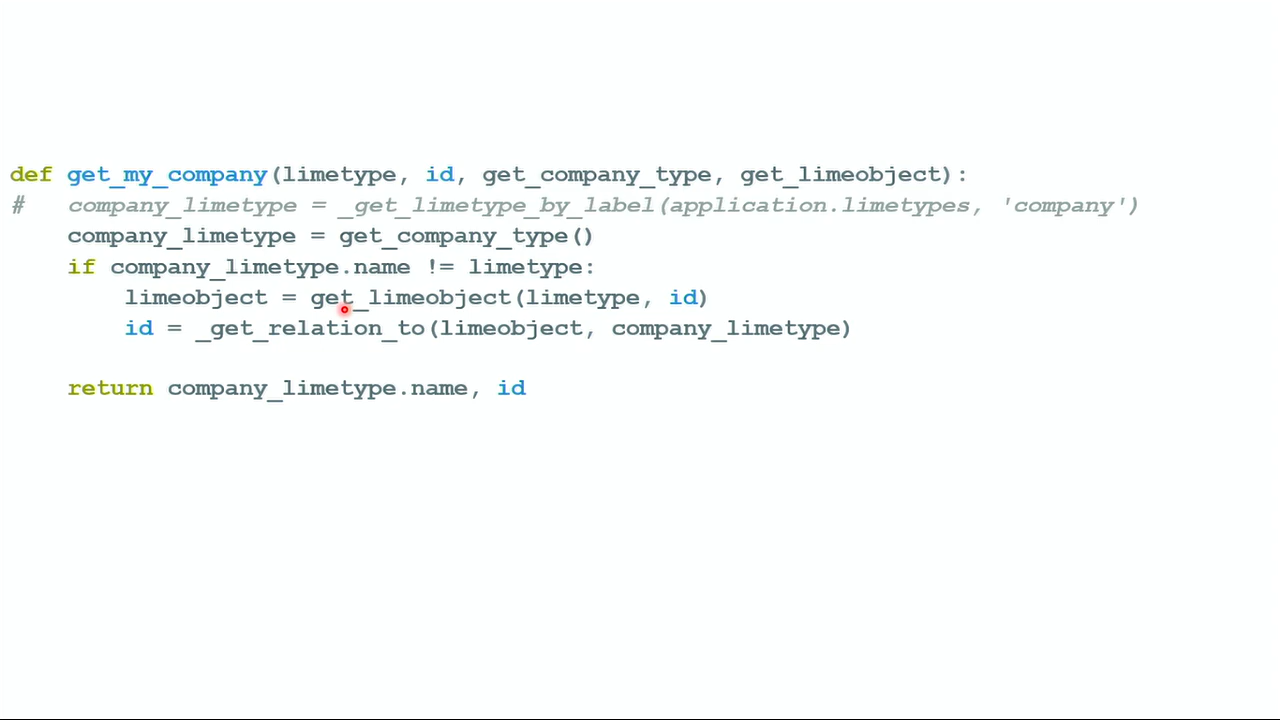 def get_my_company(limetype, id, get_company_type, get_limeobject):
#   company_limetype = _get_limetype_by_label(application.limetypes, 'company')
    company_limetype = get_company_type()
    if company_limetype.name != limetype:
        limeobject = get_limeobject(limetype, id)
        id = _get_relation_to(limeobject, company_limetype)
    return company_limetype.name, id